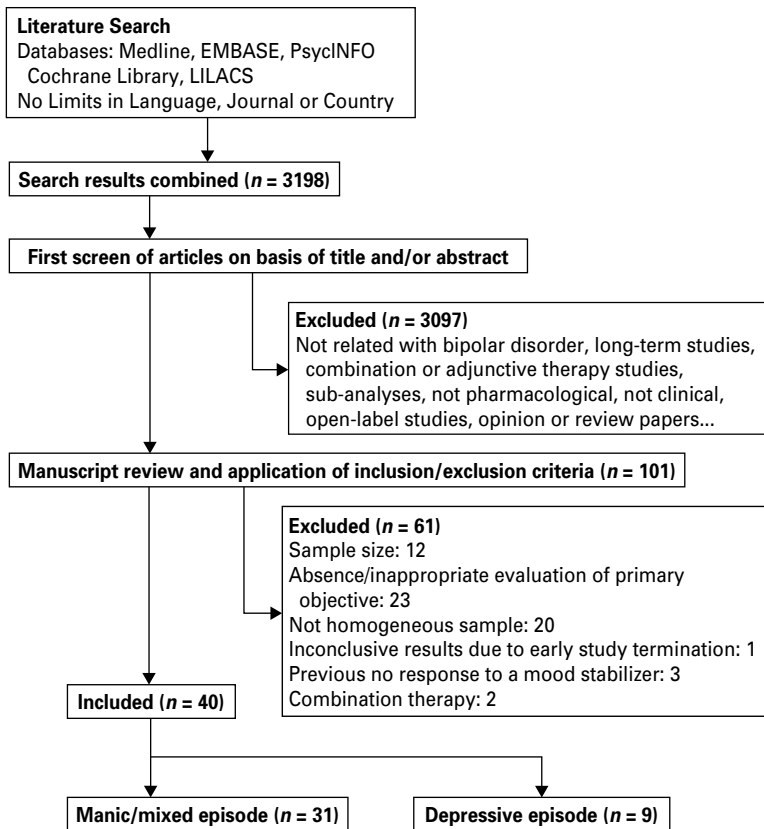 Literature Search
Databases: Medline, EMBASE, PsycINFO
Cochrane Library, LILACS
No Limits in Language, Journal or Country
Search results combined (n = 3198)
First screen of articles on basis of title and/or abstract
Excluded (n = 3097)
Not related with bipolar disorder, long-term studies,
combination or adjunctive therapy studies,
sub-analyses, not pharmacological, not clinical,
open-label studies, opinion or review papers...
Manuscript review and application of inclusion/exclusion criteria (n = 101)
Excluded (n = 61)
Sample size: 12
Absence/inappropriate evaluation of primary
objective: 23
Not homogeneous sample: 20
Inconclusive results due to early study termination: 1
Previous no response to a mood stabilizer: 3
Combination therapy: 2
Included (n = 40)
Manic/mixed episode (n = 31)
Depressive episode (n = 9)